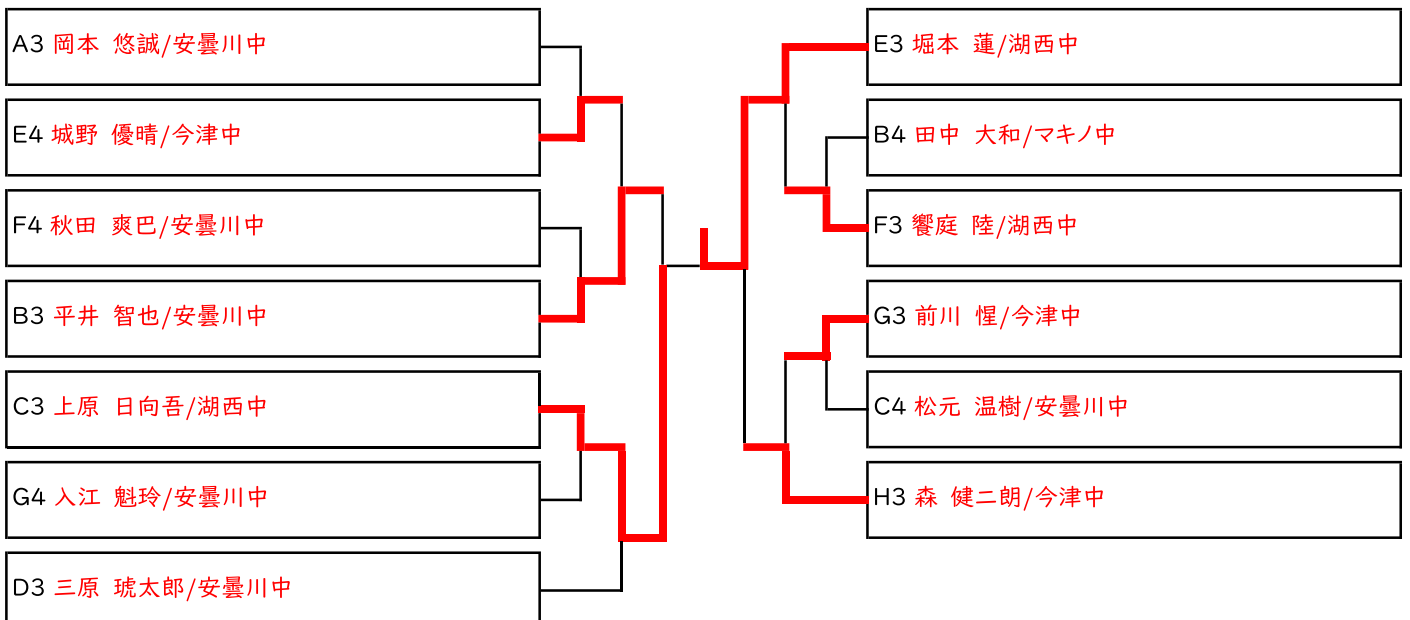 A3 岡本 悠誠/安曇川中
E4 城野 優晴/今津中
F4 秋田 爽巴/安曇川中
B3 平井 智也/安曇川中
C3 上原 日向吾/湖西中
G4 入江 魁玲/安曇川中
D3 三原 琥太郎/安曇川中
E3 堀本 蓮/湖西中
B4 田中 大和/マキノ中
F3 饗庭 陸/湖西中
G3 前川 惺/今津中
C4 松元 温樹/安曇川中
H3 森 健二朗/今津中